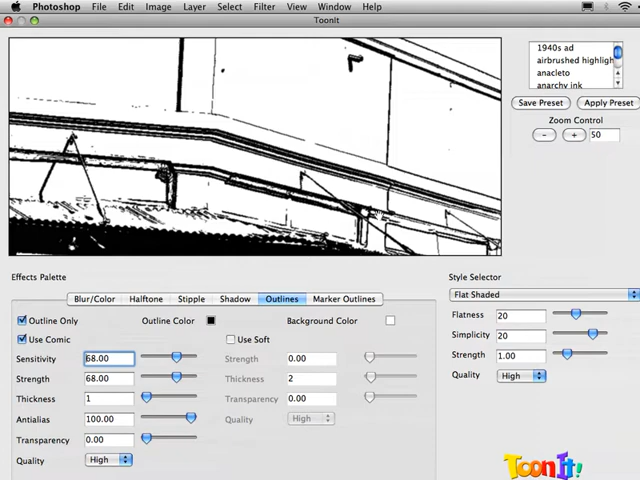 Photoshop File Edit Image Layer Select Filter View Window Help
ToonIt
1940s ad
airbrushed highligh
anacleto
anarchy ink
Save Preset Apply Preset
Zoom Control
- + 50
Effects Palette
Style Selector
Blur/Color Halftone Stipple Shadow Outlines Marker Outlines
Flat Shaded
Outline Only Outline Color Background Color
Flatness 20
Use Comic Use Soft
Simplicity 20
Sensitivity 68.00 Strength 0.00
Strength 1.00
Strength 68.00 Thickness 2
Quality High
Thickness 1 Transparency 0.00
Antialias 100.00 Quality High
Transparency 0.00
Quality High
ToonIt!